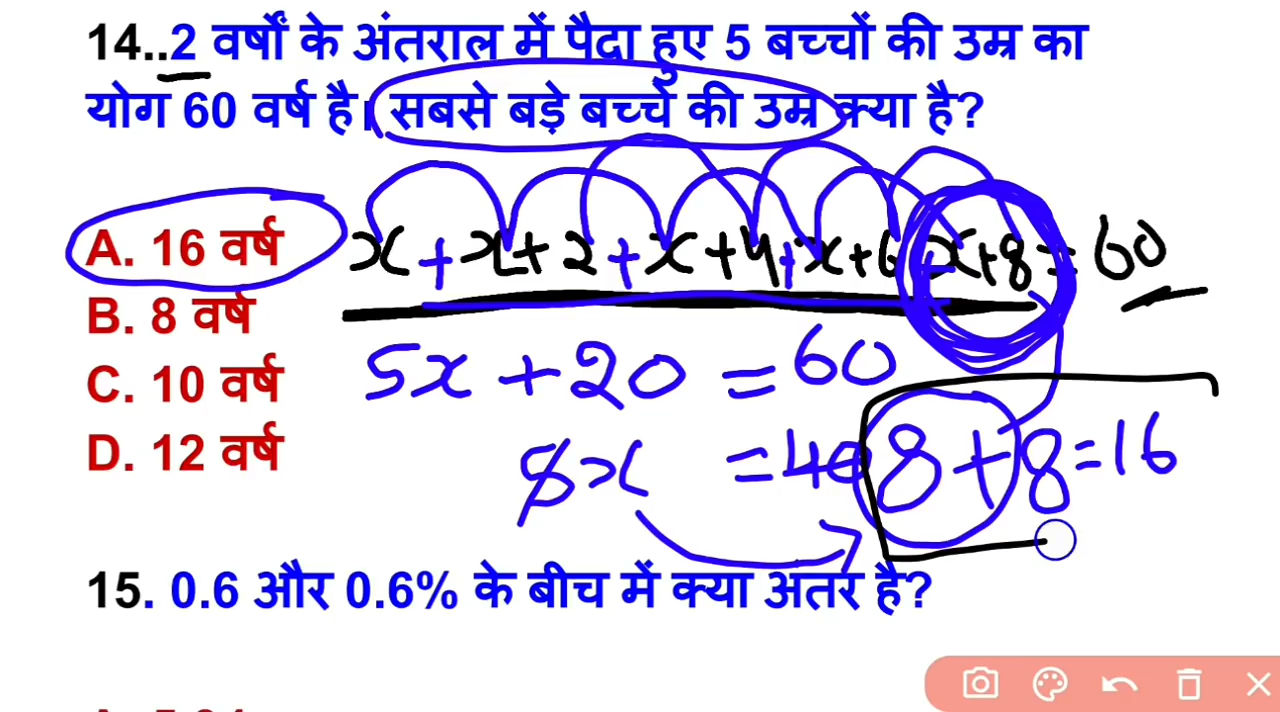 14..2 वर्षों के अंतराल में पैदा हुए 5 बच्चों की उम्र का
योग 60 वर्ष है। सबसे बड़े बच्चे की उम्र क्या है?
A. 16 वर्ष
x + x+2 + x+4 + x+6 x+8 = 60
B. 8 वर्ष
5x + 20 = 60
C. 10 वर्ष
D. 12 वर्ष
5x = 40 8+8=16
15. 0.6 और 0.6% के बीच में क्या अंतर है?